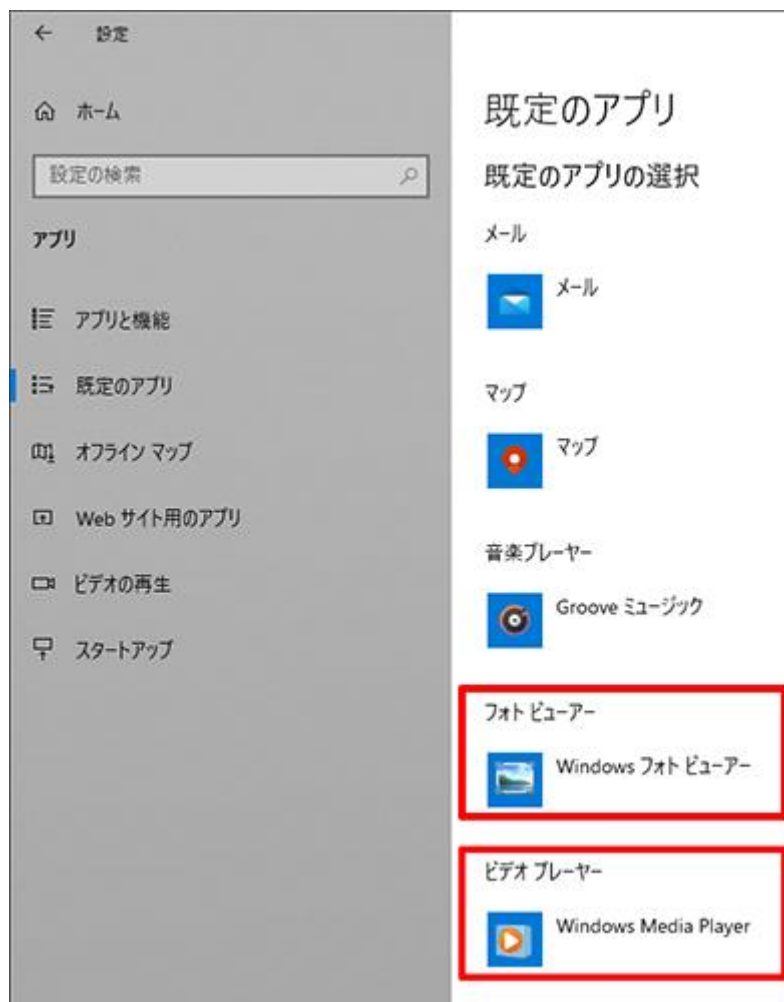 設定
ホーム
設定の検索
アプリ
アプリと機能
既定のアプリ
オフライン マップ
Web サイト用のアプリ
ビデオの再生
スタートアップ
既定のアプリ
既定のアプリの選択
メール
メール
マップ
マップ
音楽プレーヤー
Groove ミュージック
フォト ビューアー
Windows フォト ビューアー
ビデオ プレーヤー
Windows Media Player